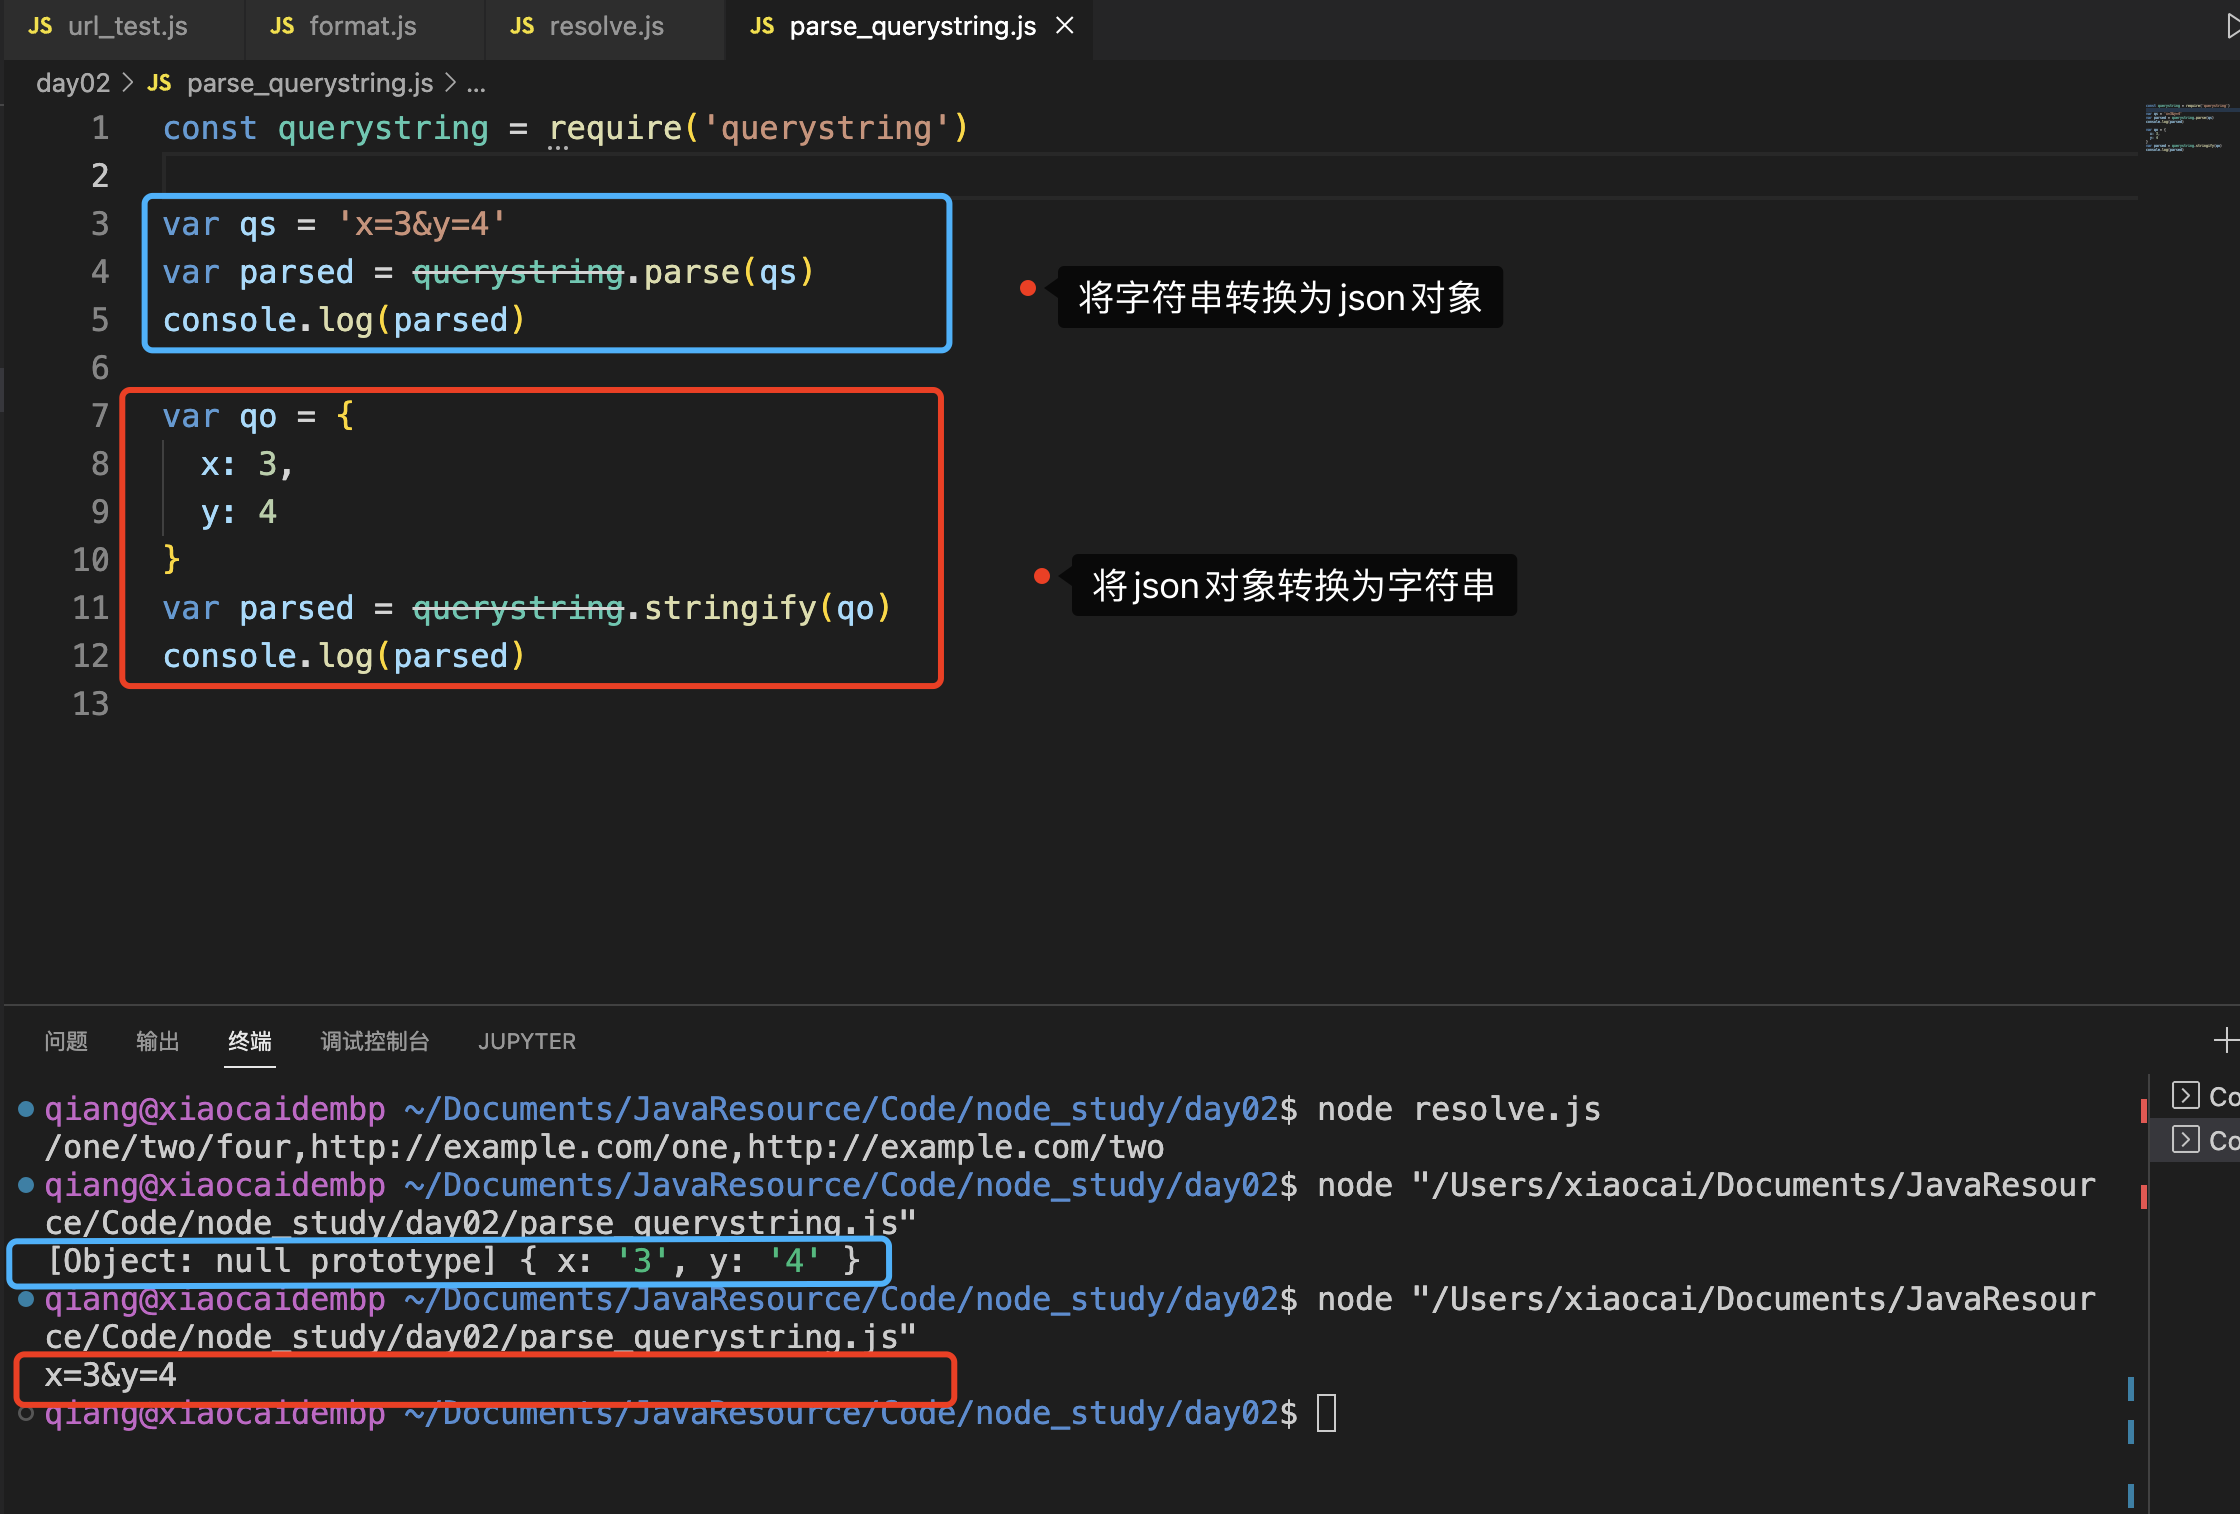 JS url_test.js JS format.js JS resolve.js JS parse_querystring.js
day02 > JS parse_querystring.js > ...
1 const querystring = require('querystring')
2
3 var qs = 'x=3&y=4'
4 var parsed = querystring.parse(qs)
将字符串转换为json对象
5 console.log(parsed)
6
7 var qo = {
8 x: 3,
9 y: 4
10 }
将json对象转换为字符串
11 var parsed = querystring.stringify(qo)
12 console.log(parsed)
13
问题 输出 终端 调试控制台 JUPYTER
qiang@xiaocaidembp ~/Documents/JavaResource/Code/node_study/day02$ node resolve.js
/one/two/four,http://example.com/one,http://example.com/two
qiang@xiaocaidembp ~/Documents/JavaResource/Code/node_study/day02$ node "/Users/xiaocai/Documents/JavaResour
ce/Code/node_study/day02/parse_querystring.js"
[Object: null prototype] { x: '3', y: '4' }
qiang@xiaocaidembp ~/Documents/JavaResource/Code/node_study/day02$ node "/Users/xiaocai/Documents/JavaResour
ce/Code/node_study/day02/parse_querystring.js"
x=3&y=4
qiang@xiaocaidembp ~/Documents/JavaResource/Code/node_study/day02$
Co
Co